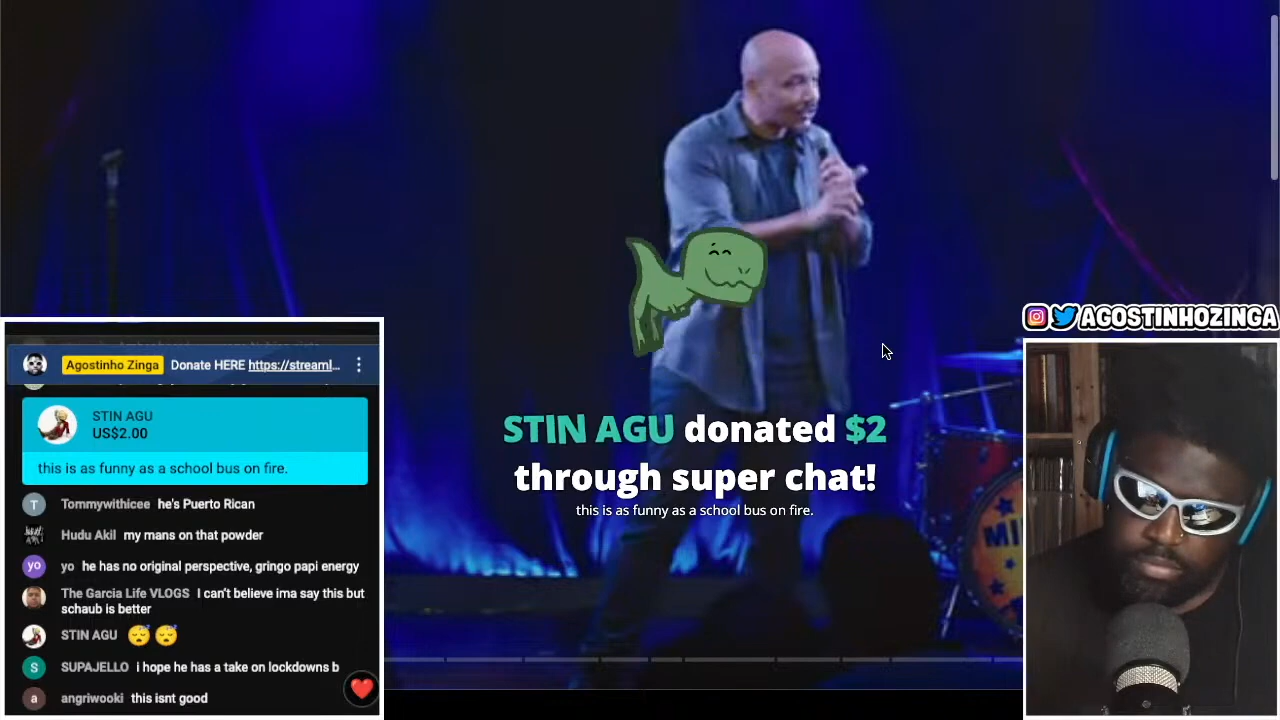 AGOSTINHOZINGA
Agostinho Zinga Donate HERE https://streaml...
STIN AGU
US$2.00
this is as funny as a school bus on fire.
Tommywithicee he's Puerto Rican
Hudu Akil my mans on that powder
yo yo he has no original perspective, gringo papi energy
The Garcia Life VLOGS I can't believe ima say this but
schaub is better
STIN AGU 😴 😴
S SUPAJELLO i hope he has a take on lockdowns b
a angriwooki this isnt good
T
STIN AGU donated $2
through super chat!
this is as funny as a school bus on fire.
MI